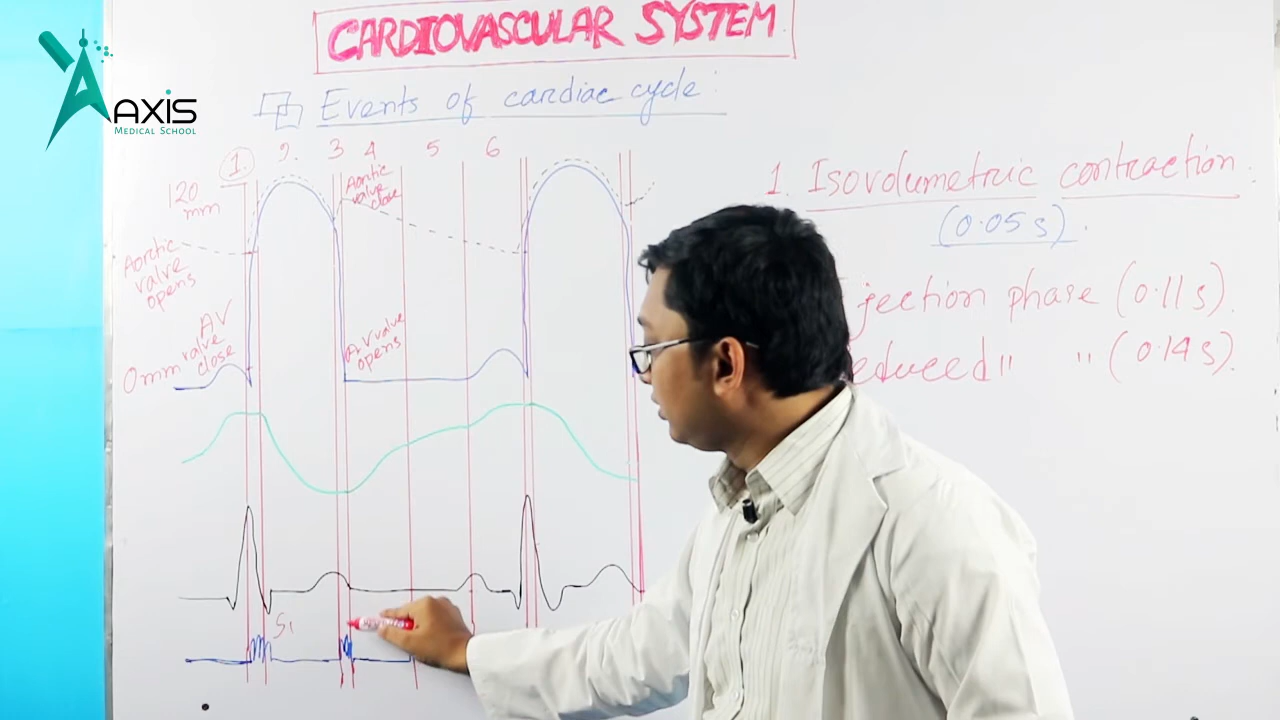 CARDIOVASCULAR SYSTEM
AXIS
MEDICAL SCHOOL
Events of cardiac cycle:
1. 2. 3 4 5 6
120
mm
Aortic
valve
close
Aortic
valve
opens
AV
valve
close
0mm
AV valve
opens
S₁
1. Isovolumetric contraction
(0.05 s).
jection phase (0.11 s).
educed " " (0.14 s).